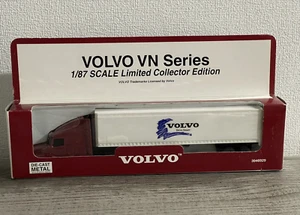 VOLVO VN Series
1/87 SCALE Limited Collector Edition
VOLVO Trademarks Licensed by Volvo
VOLVO
DIE-CAST
METAL
VOLVO